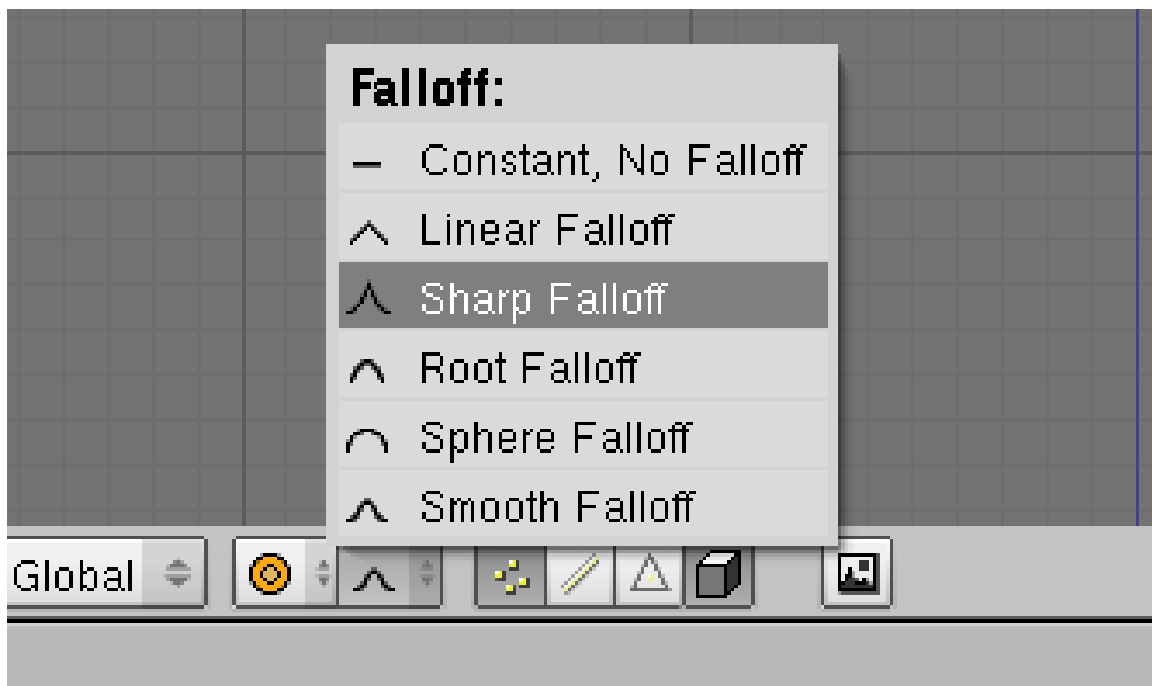 Falloff:
Constant, No Falloff
Linear Falloff
Sharp Falloff
Root Falloff
Sphere Falloff
Smooth Falloff
Global